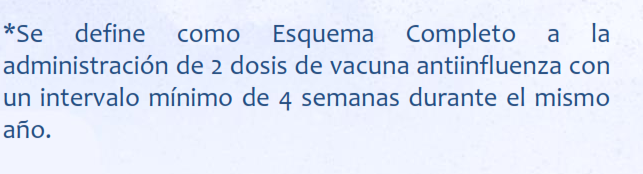 *Se define como Esquema Completo a la
administración de 2 dosis de vacuna antiinfluenza con
un intervalo mínimo de 4 semanas durante el mismo
año.